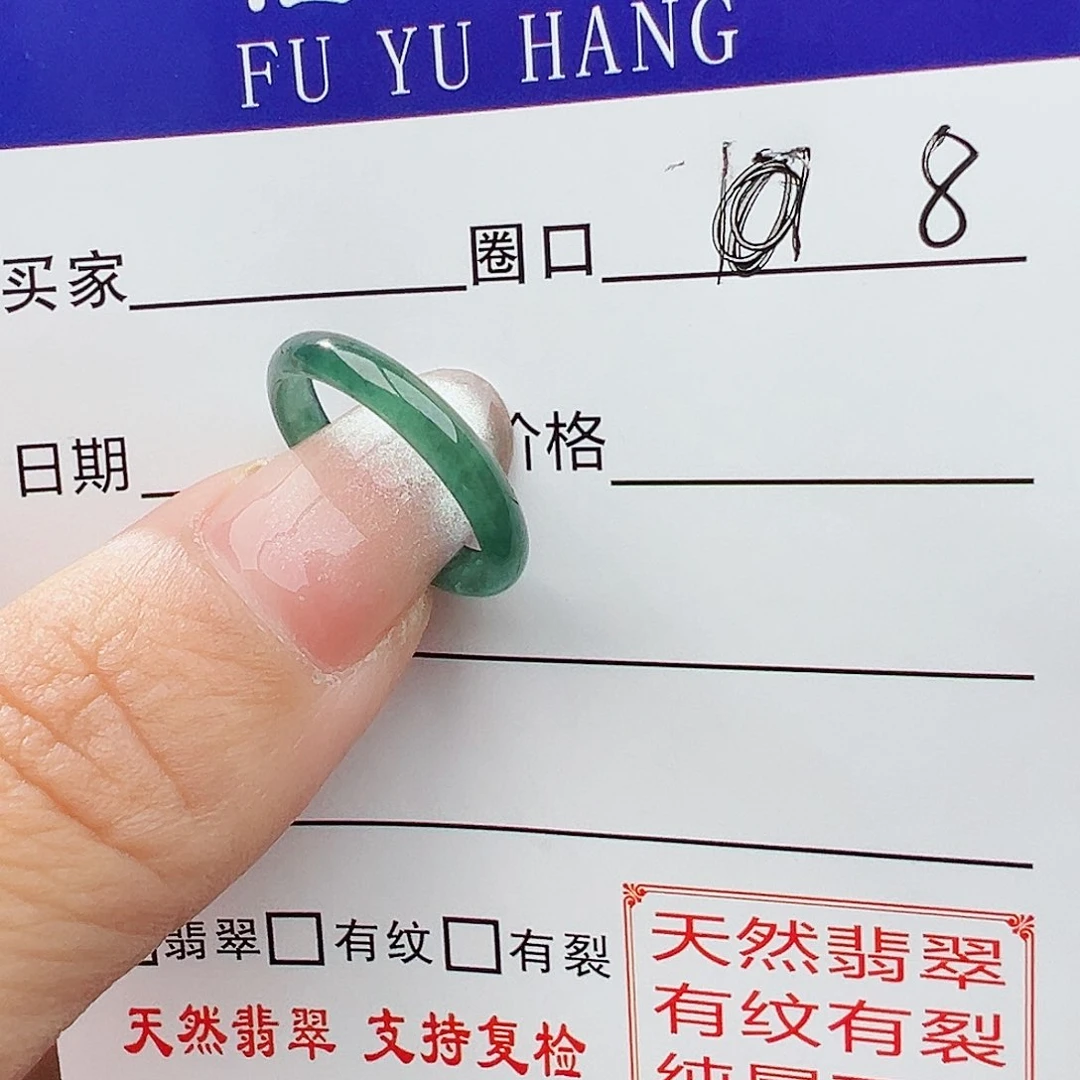 FU YU HANG
买家 圈口 8
日期 价格
翡翠 有纹 有裂
天然翡翠 支持复检
天然翡翠
有纹有裂